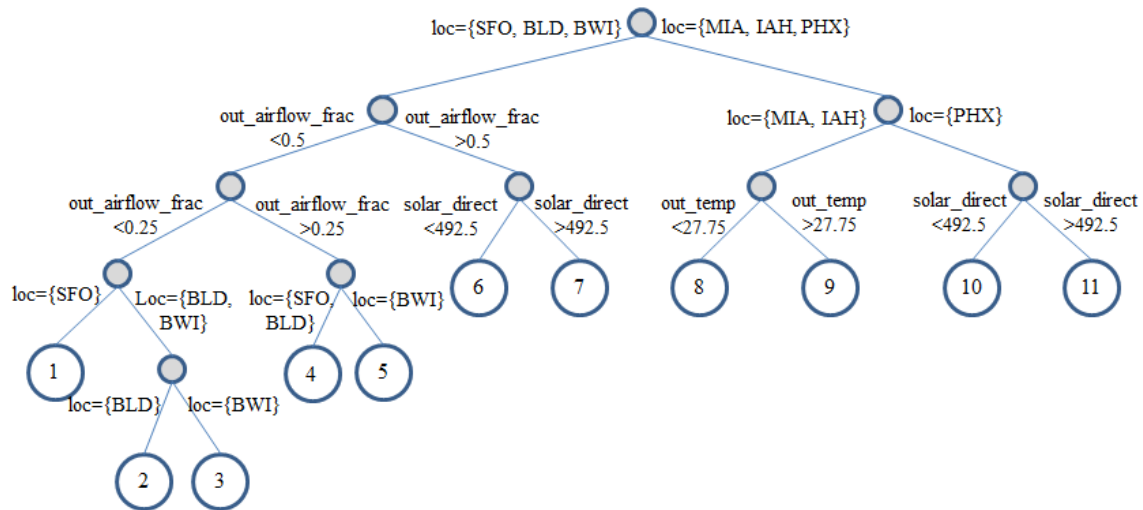 loc={SFO, BLD, BWI}
loc={MIA, IAH, PHX}
out_airflow_frac
<0.5
out_airflow_frac
>0.5
loc={MIA, IAH}
loc={PHX}
out_airflow_frac
<0.25
out_airflow_frac
>0.25
solar_direct
<492.5
solar_direct
>492.5
out_temp
<27.75
out_temp
>27.75
solar_direct
<492.5
solar_direct
>492.5
loc={SFO}
Loc={BLD,
BWI}
loc={SFO,
BLD}
loc={BWI}
6
7
8
9
10
11
1
4
5
loc={BLD}
loc={BWI}
2
3